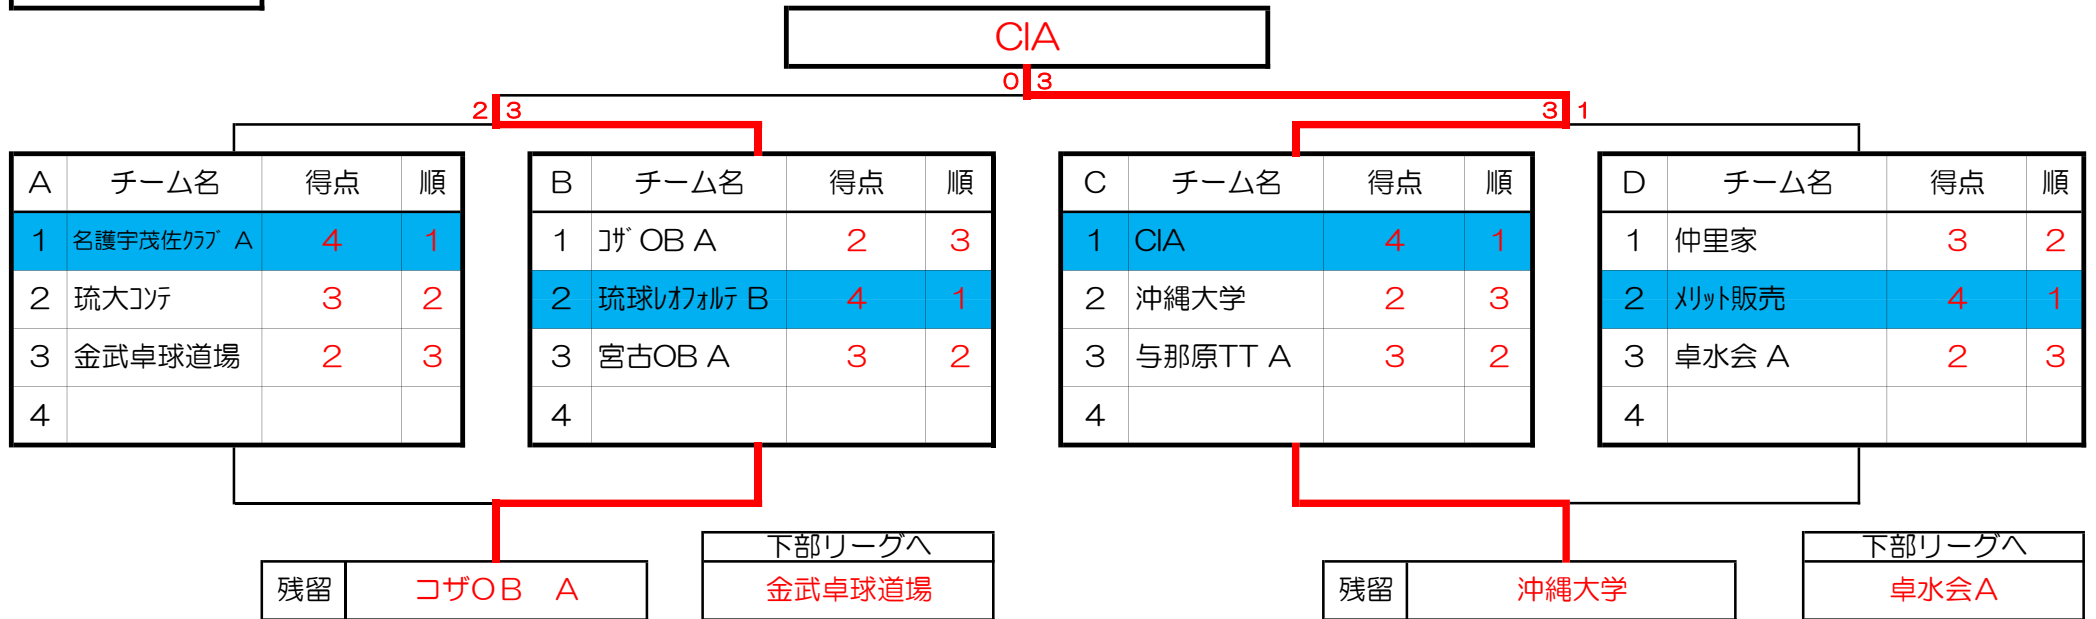 CIA
0 3
2 3 3 1
A チーム名 得点 順 B チーム名 得点 順 C チーム名 得点 順 D チーム名 得点 順
1 名護宇茂佐ｸﾗﾌﾞ A 4 1 1 ｺｻﾞ OB A 2 3 1 CIA 4 1 1 仲里家 3 2
2 琉大ｺﾝﾃ 3 2 2 琉球ﾚｵﾌｫﾙﾃ B 4 1 2 沖縄大学 2 3 2 ﾒﾘｯﾄ販売 4 1
3 金武卓球道場 2 3 3 宮古OB A 3 2 3 与那原TT A 3 2 3 卓水会 A 2 3
4 4 4 4
下部リーグへ 下部リーグへ
残留 コザOB　A 金武卓球道場 残留 沖縄大学 卓水会A